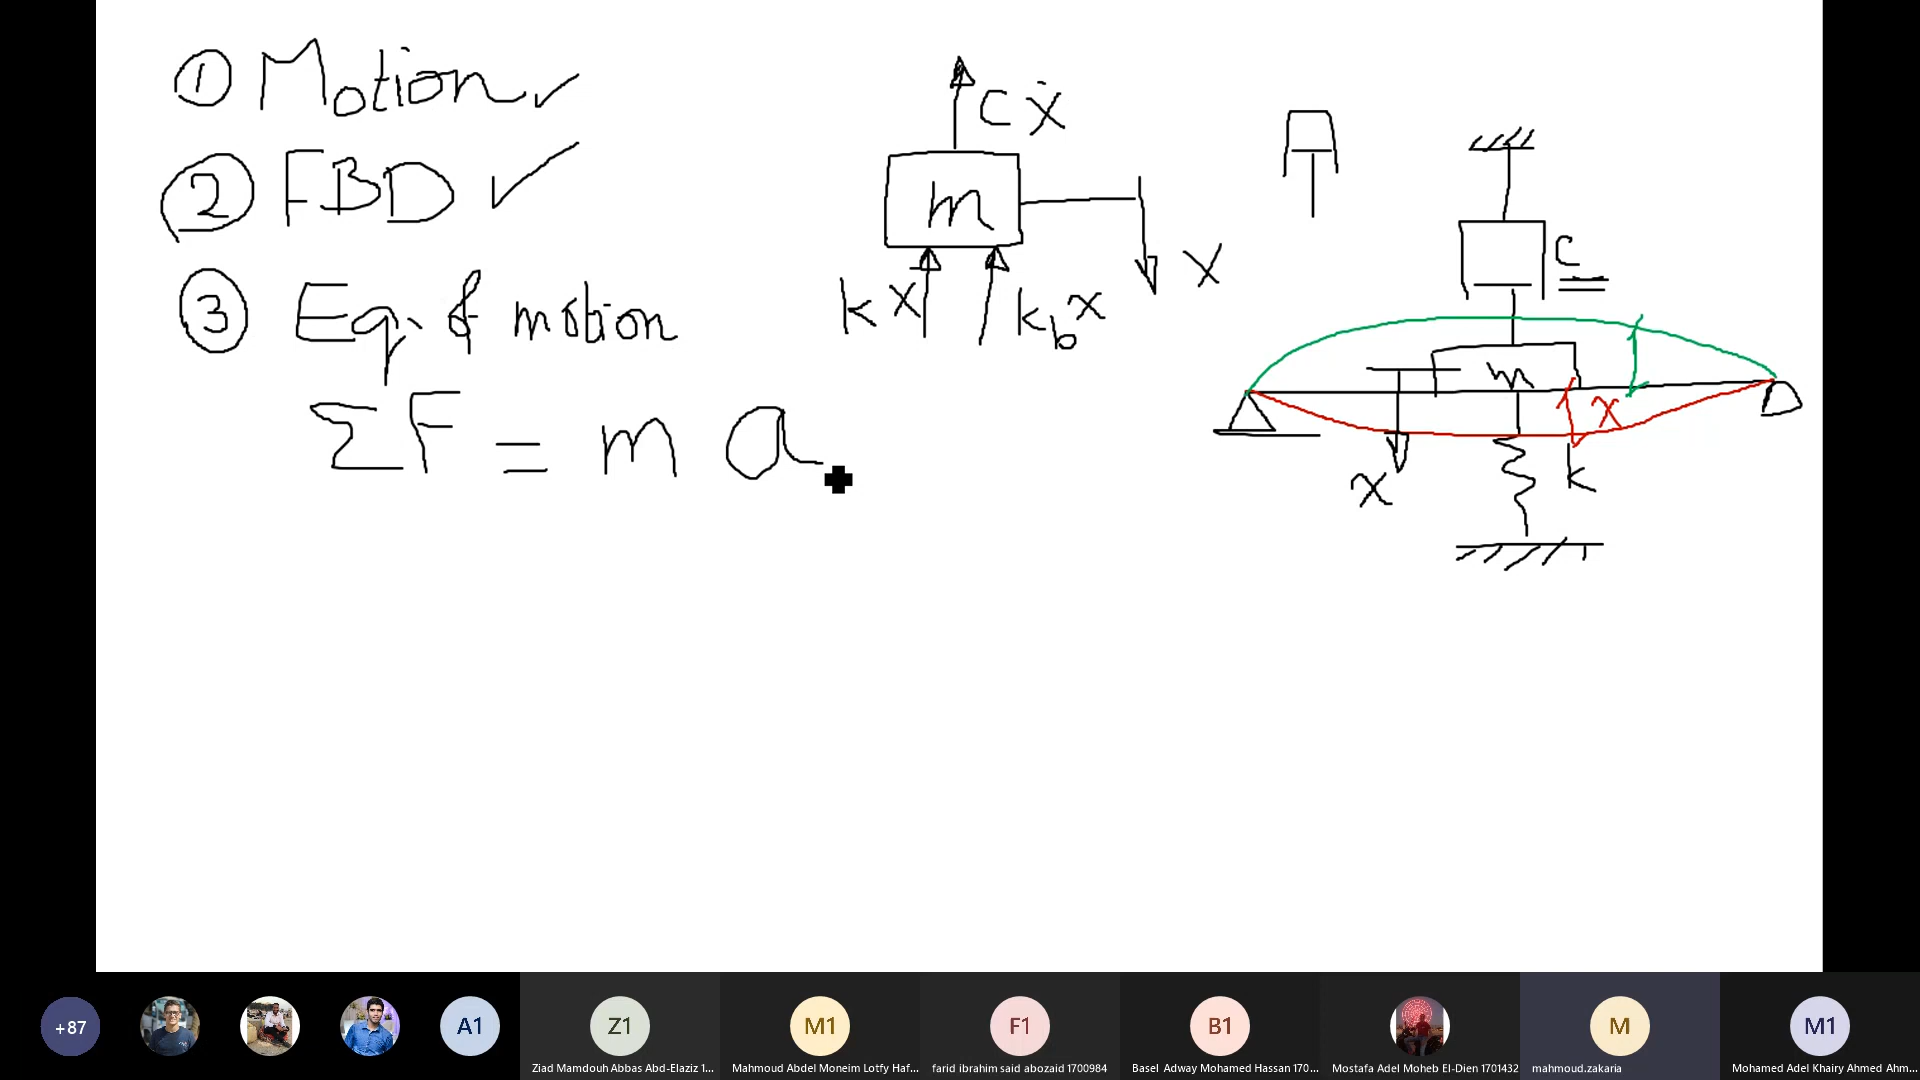 ① Motion ✓
② FBD ✓
③ Eq. of motion
ΣF = m a
cẋ
m
x
kx
k_b x
c
m
x
x
k
+87
A1
Z1
M1
F1
B1
M
M1
Ziad Mamdouh Abbas Abd-Elaziz 1...
Mahmoud Abdel Moneim Lotfy Haf...
farid ibrahim said abozaid 1700984
Basel Adway Mohamed Hassan 170...
Mostafa Adel Moheb El-Dien 1701432
mahmoud.zakaria
Mohamed Adel Khairy Ahmed Ahm...